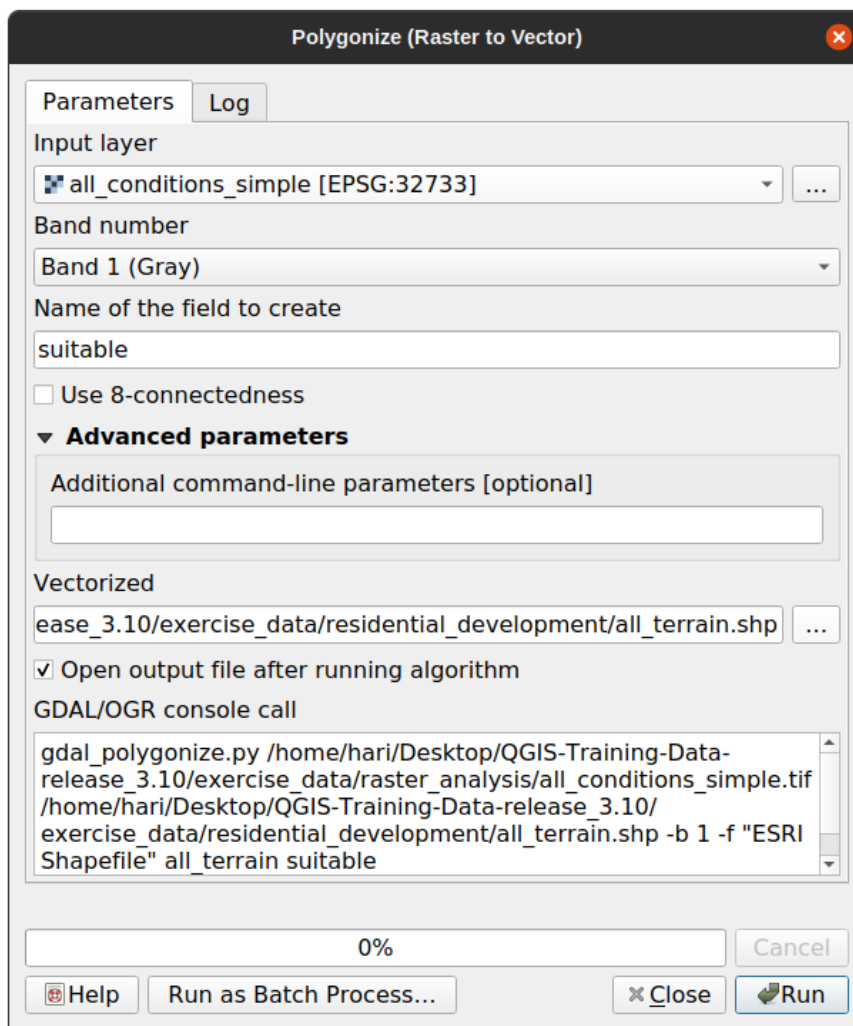 Polygonize (Raster to Vector)
Parameters
Log
Input layer
all_conditions_simple [EPSG:32733]
...
Band number
Band 1 (Gray)
Name of the field to create
suitable
Use 8-connectedness
Advanced parameters
Additional command-line parameters [optional]
Vectorized
ease_3.10/exercise_data/residential_development/all_terrain.shp
...
Open output file after running algorithm
GDAL/OGR console call
gdal_polygonize.py /home/hari/Desktop/QGIS-Training-Data-
release_3.10/exercise_data/raster_analysis/all_conditions_simple.tif
/home/hari/Desktop/QGIS-Training-Data-release_3.10/
exercise_data/residential_development/all_terrain.shp -b 1 -f "ESRI
Shapefile" all_terrain suitable
0%
Cancel
Help
Run as Batch Process...
Close
Run